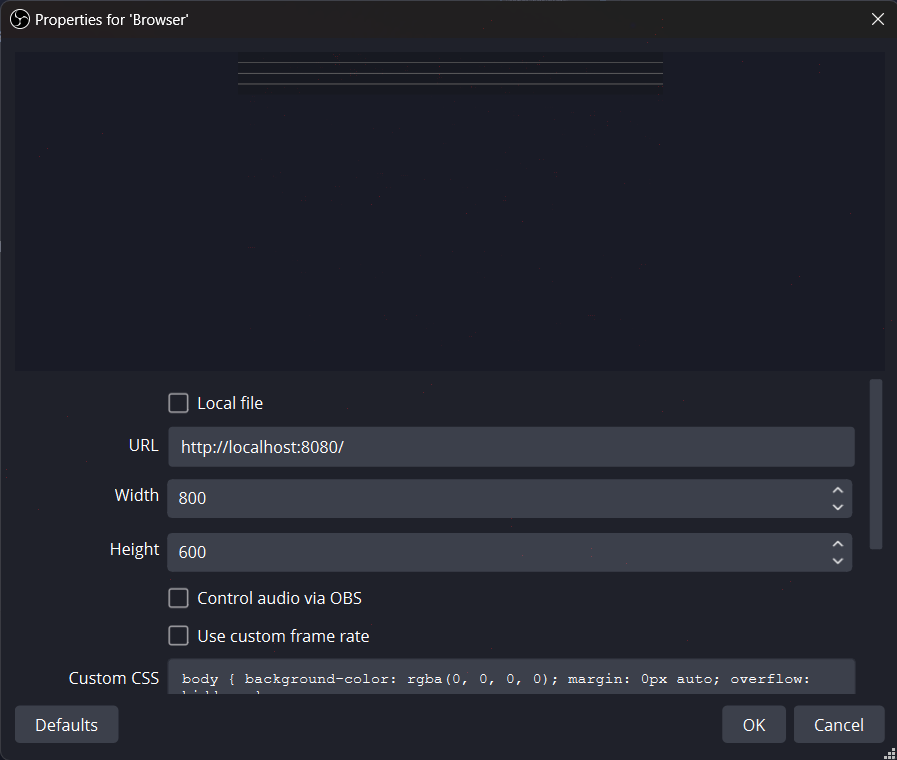 Properties for 'Browser'
Local file
URL
http://localhost:8080/
Width
800
Height
600
Control audio via OBS
Use custom frame rate
Custom CSS
body { background-color: rgba(0, 0, 0, 0); margin: 0px auto; overflow:
Defaults
OK
Cancel